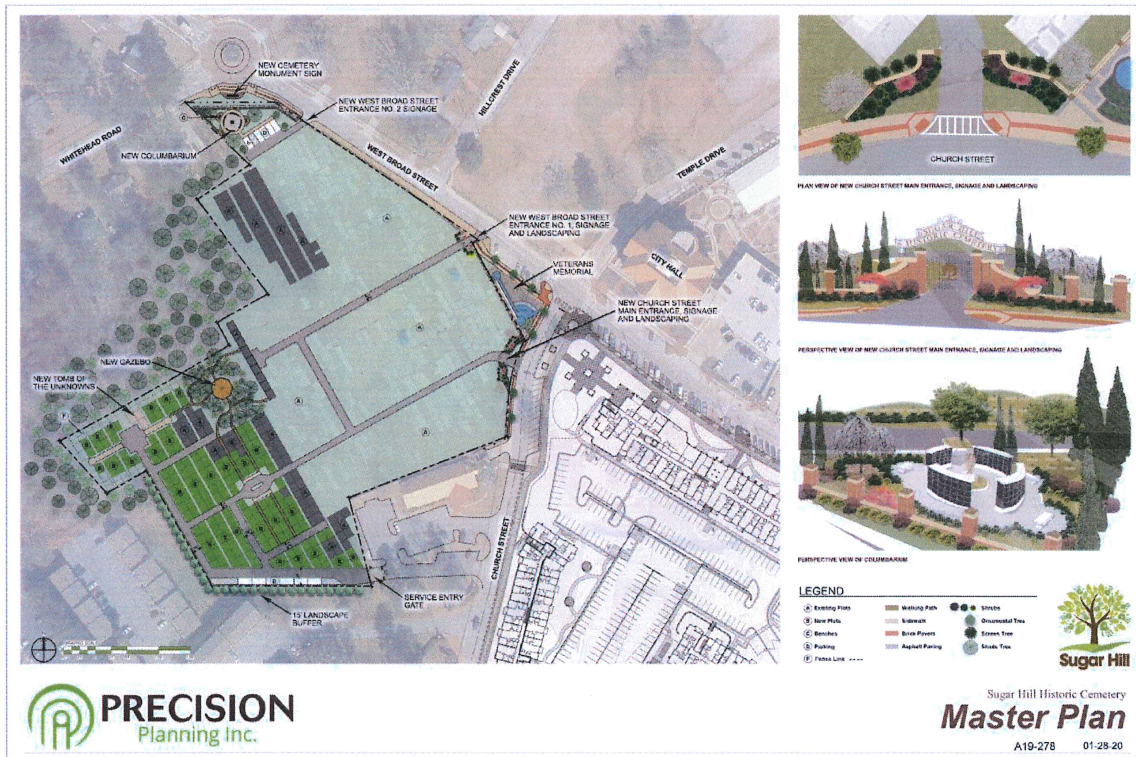 NEW CEMETERY
MONUMENT SIGN
NEW WEST BROAD STREET
ENTRANCE NO. 2 SIGNAGE
HILLCREST DRIVE
WHITEHEAD ROAD
NEW COLUMBARIUM
WEST BROAD STREET
TEMPLE DRIVE
NEW WEST BROAD STREET
ENTRANCE NO. 1, SIGNAGE
AND LANDSCAPING
CITY HALL
VETERANS
MEMORIAL
NEW CHURCH STREET
MAIN ENTRANCE, SIGNAGE
AND LANDSCAPING
NEW GAZEBO
NEW TOMB OF
THE UNKNOWNS
CHURCH STREET
SERVICE ENTRY
GATE
15' LANDSCAPE
BUFFER
CHURCH STREET
PLAN VIEW OF NEW CHURCH STREET MAIN ENTRANCE, SIGNAGE AND LANDSCAPING
PERSPECTIVE VIEW OF NEW CHURCH STREET MAIN ENTRANCE, SIGNAGE AND LANDSCAPING
PERSPECTIVE VIEW OF COLUMBARIUM
LEGEND
A Existing Plots
B New Plots
C Benches
D Parking
F Fence Line
Walking Path
Sidewalk
Brick Pavers
Asphalt Paving
Shrubs
Ornamental Tree
Screen Tree
Shade Tree
Sugar Hill
PRECISION
Planning Inc.
Sugar Hill Historic Cemetery
Master Plan
A19-278 01-28-20